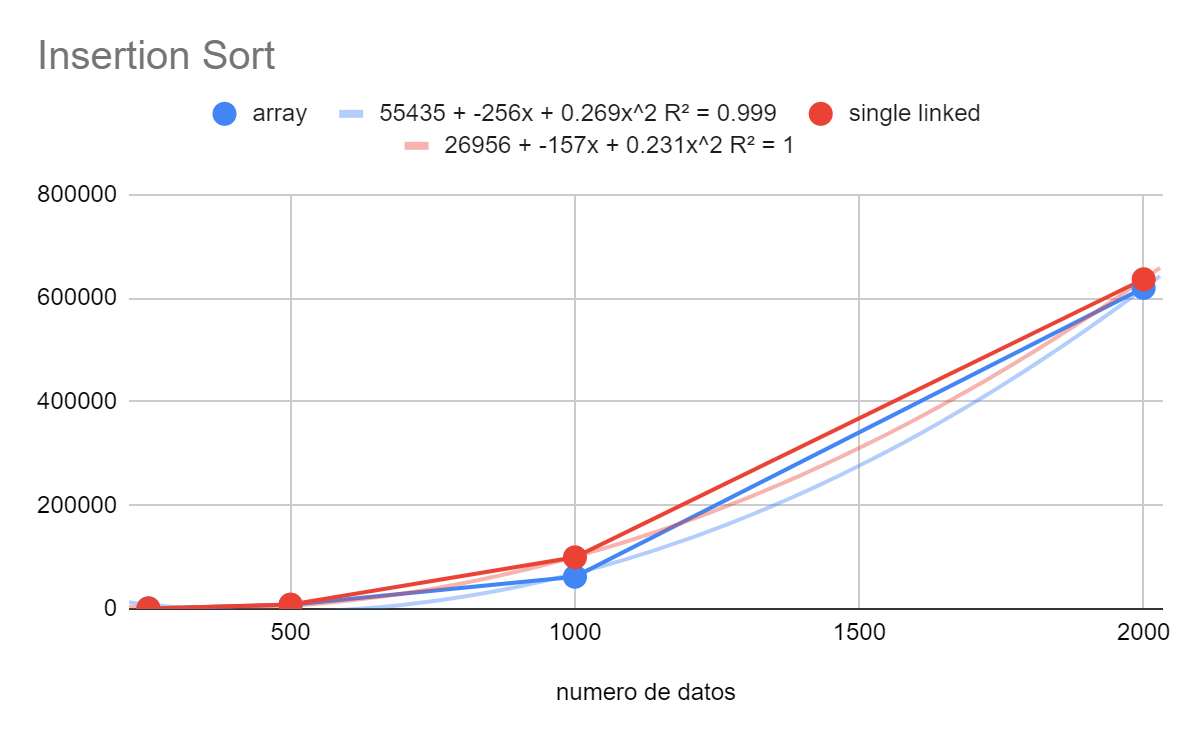 Insertion Sort
array 55435 + -256x + 0.269x^2 R² = 0.999 single linked
26956 + -157x + 0.231x^2 R² = 1
800000
600000
400000
200000
0
500 1000 1500 2000
numero de datos